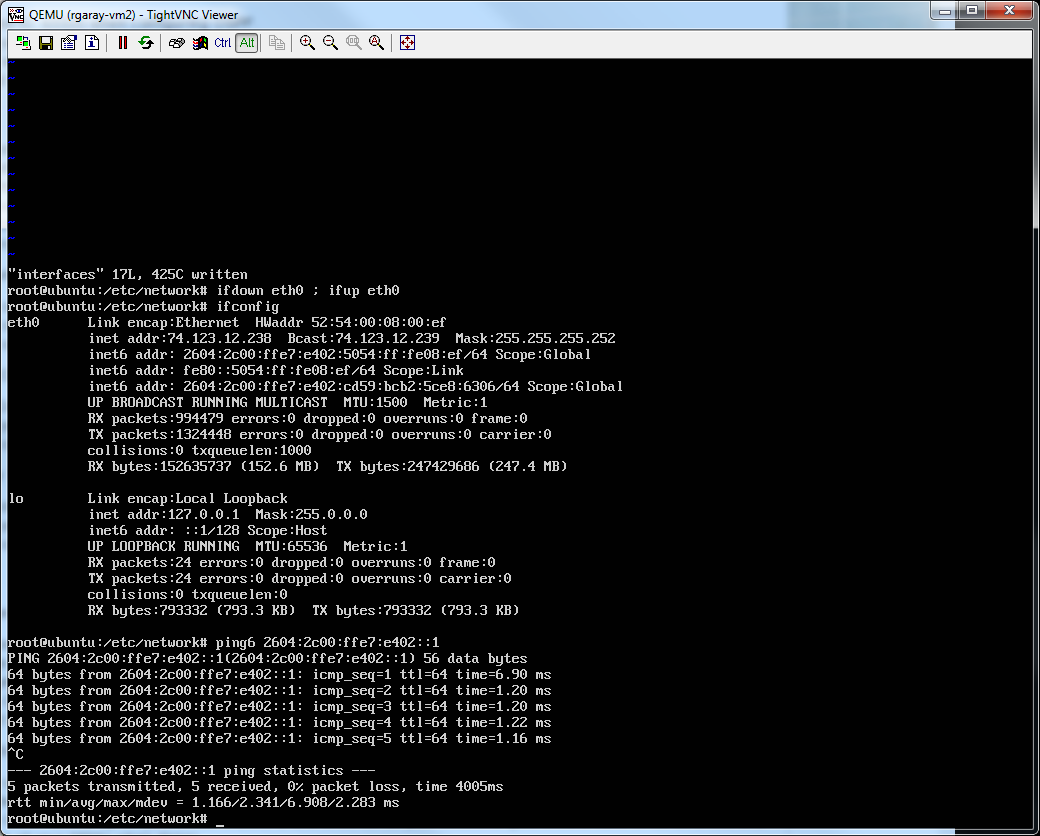 QEMU (rgaray-vm2) - TightVNC Viewer
Ctrl Alt
~
~
~
~
~
~
~
~
~
~
~
~
~
"interfaces" 17L, 425C written
root@ubuntu:/etc/network# ifdown eth0 ; ifup eth0
root@ubuntu:/etc/network# ifconfig
eth0 Link encap:Ethernet HWaddr 52:54:00:08:00:ef
inet addr:74.123.12.238 Bcast:74.123.12.239 Mask:255.255.255.252
inet6 addr: 2604:2c00:ffe7:e402:5054:ff:fe08:ef/64 Scope:Global
inet6 addr: fe80::5054:ff:fe08:ef/64 Scope:Link
inet6 addr: 2604:2c00:ffe7:e402:cd59:bcb2:5ce8:6306/64 Scope:Global
UP BROADCAST RUNNING MULTICAST MTU:1500 Metric:1
RX packets:994479 errors:0 dropped:0 overruns:0 frame:0
TX packets:1324448 errors:0 dropped:0 overruns:0 carrier:0
collisions:0 txqueuelen:1000
RX bytes:152635737 (152.6 MB) TX bytes:247429686 (247.4 MB)
lo Link encap:Local Loopback
inet addr:127.0.0.1 Mask:255.0.0.0
inet6 addr: ::1/128 Scope:Host
UP LOOPBACK RUNNING MTU:65536 Metric:1
RX packets:24 errors:0 dropped:0 overruns:0 frame:0
TX packets:24 errors:0 dropped:0 overruns:0 carrier:0
collisions:0 txqueuelen:0
RX bytes:793332 (793.3 KB) TX bytes:793332 (793.3 KB)
root@ubuntu:/etc/network# ping6 2604:2c00:ffe7:e402::1
PING 2604:2c00:ffe7:e402::1(2604:2c00:ffe7:e402::1) 56 data bytes
64 bytes from 2604:2c00:ffe7:e402::1: icmp_seq=1 ttl=64 time=6.90 ms
64 bytes from 2604:2c00:ffe7:e402::1: icmp_seq=2 ttl=64 time=1.20 ms
64 bytes from 2604:2c00:ffe7:e402::1: icmp_seq=3 ttl=64 time=1.20 ms
64 bytes from 2604:2c00:ffe7:e402::1: icmp_seq=4 ttl=64 time=1.22 ms
64 bytes from 2604:2c00:ffe7:e402::1: icmp_seq=5 ttl=64 time=1.16 ms
^C
--- 2604:2c00:ffe7:e402::1 ping statistics ---
5 packets transmitted, 5 received, 0% packet loss, time 4005ms
rtt min/avg/max/mdev = 1.166/2.341/6.908/2.283 ms
root@ubuntu:/etc/network# _